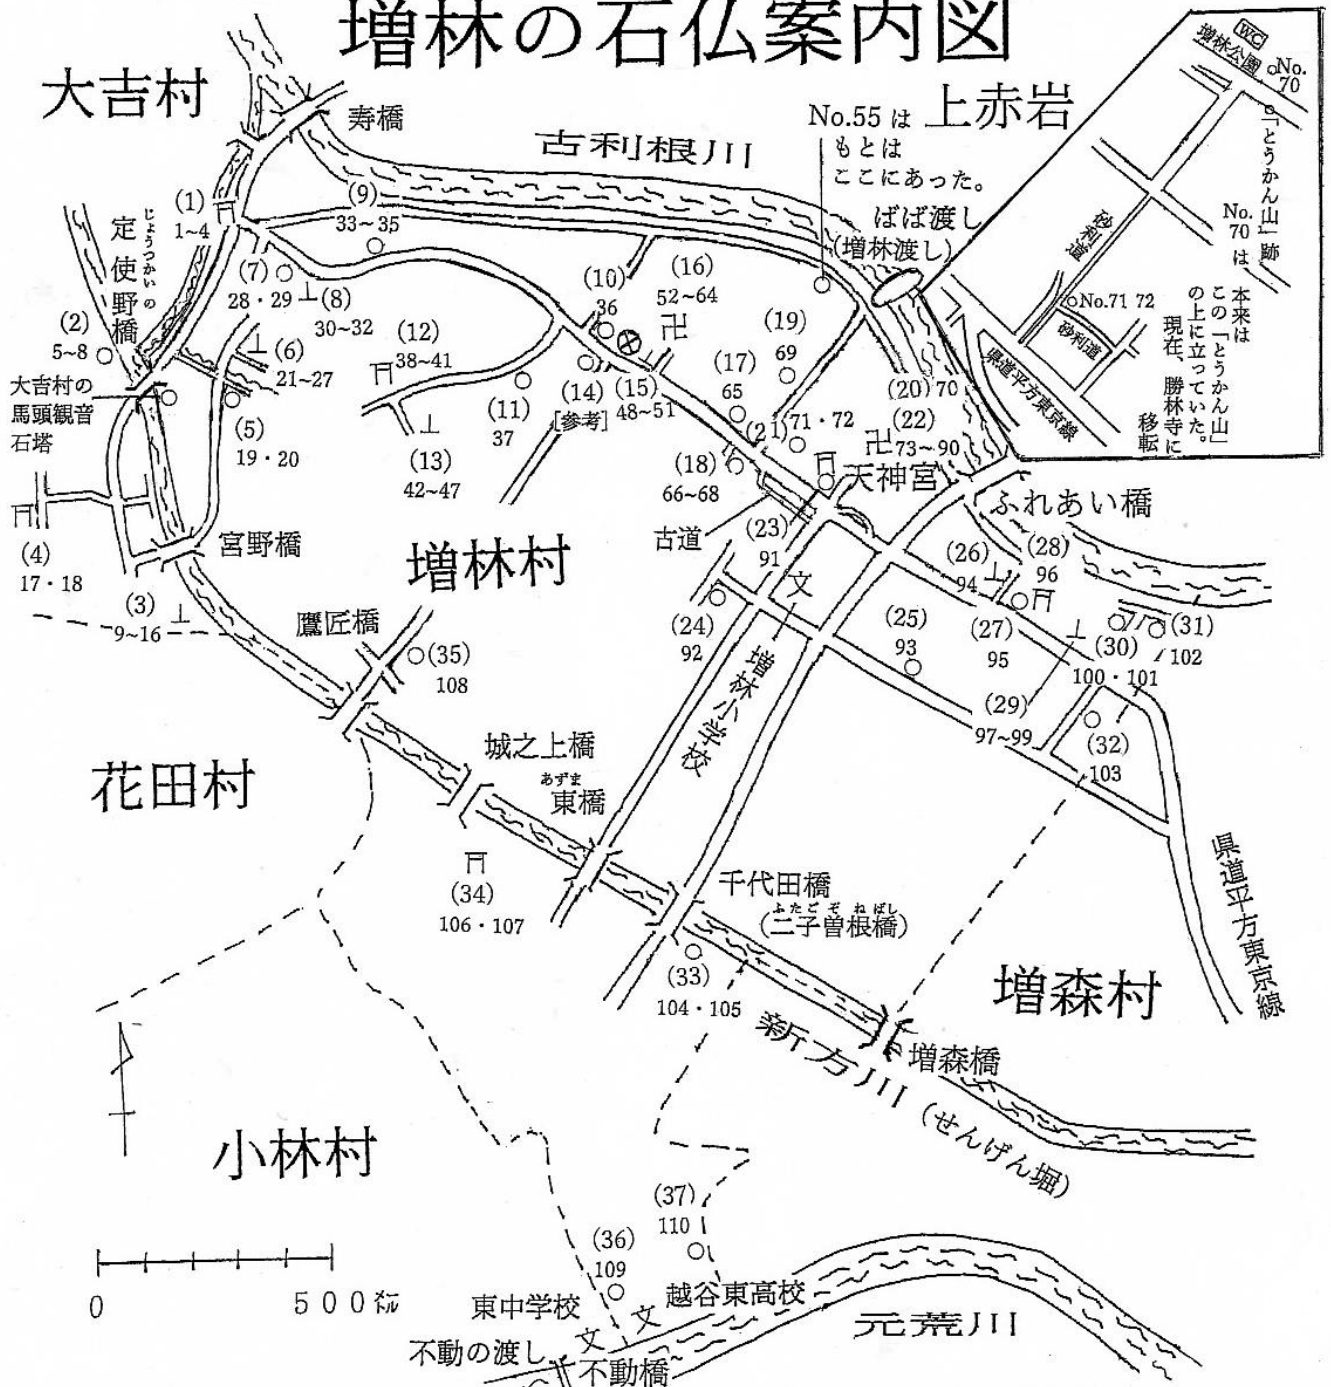 増林の石仏案内図
大吉村
寿橋
古利根川
No.55 は
もとは
ここにあった。
上赤岩
ばば渡し
(増林渡し)
WC
増林公園
No.
70
「とうかん山」跡
砂利道
No.71 72
砂利道
県道平方東京線
No.
70
は
本来は
この「とうかん山」
の上に立っていた。
現在、勝林寺に
移転
(1)
1~4
じょうつかいの
定使野橋
(2)
5~8
大吉村の
馬頭観音
石塔
(9)
33~35
(7)
28・29
(8)
30~32
(6)
21~27
(5)
19・20
(12)
38~41
(13)
42~47
(11)
37
(10)
36
(14)
[参考]
(15)
48~51
(16)
52~64
卍
(17)
65
(18)
66~68
(19)
69
(20)70
(21)
71・72
(22)
卍
73~90
天神宮
ふれあい橋
古道
(23)
91
文
増林小学校
(24)
92
(25)
93
(26)
94
(27)
95
(28)
96
(29)
97~99
(30)
100・101
(31)
102
(32)
103
(4)
17・18
(3)
9~16
宮野橋
増林村
鷹匠橋
(35)
108
花田村
城之上橋
あずま
東橋
(34)
106・107
千代田橋
ふたごぞねばし
(二子曽根橋)
(33)
104・105
県道平方東京線
増森村
新方川(せんげん堀)
増森橋
小林村
0
500メートル
(37)
110
(36)
109
東中学校
文
文
越谷東高校
不動の渡し
不動橋
元荒川